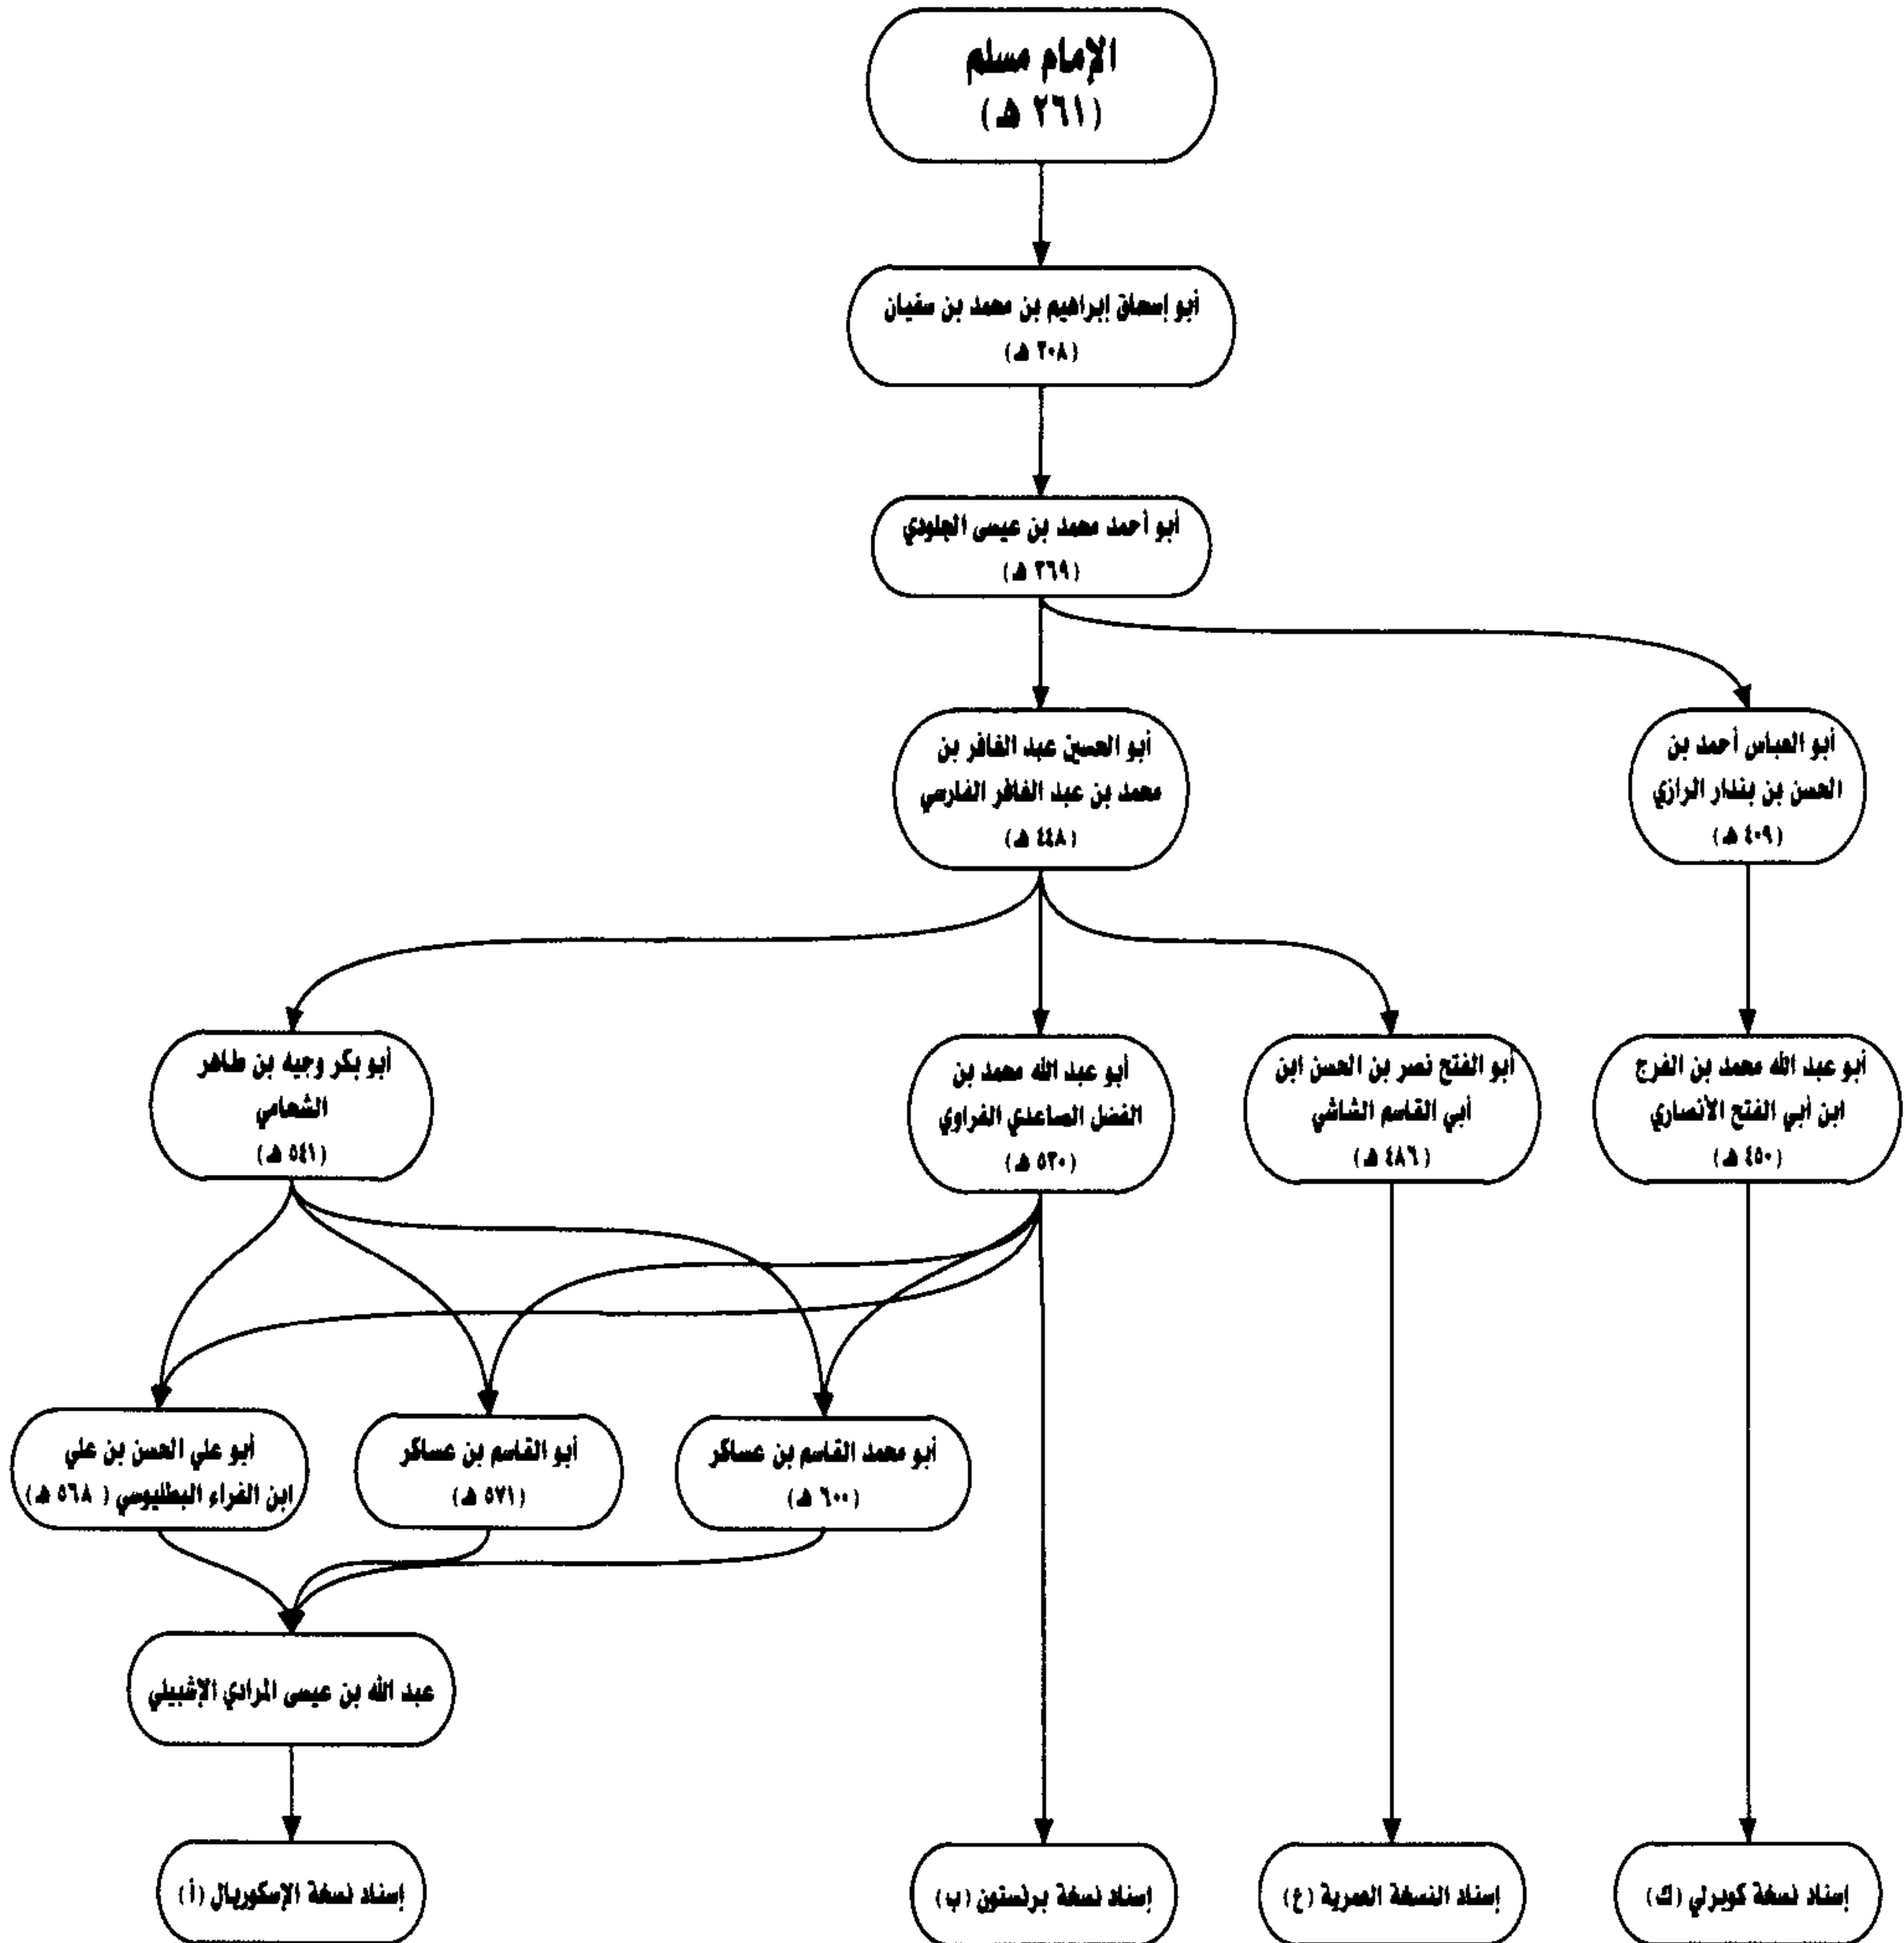 الإمام مسلم
(٢٦١ هـ)
أبو إسحاق إبراهيم بن محمد بن سفيان
(٣٠٨ هـ)
أبو أحمد محمد بن عيسى الجلودي
(٣٦٩ هـ)
أبو العباس أحمد بن
الحسن بن بندار الرازي
(٤٠٩ هـ)
أبو الحسين عبد الغافر بن
محمد بن عبد الغافر الفارسي
(٤٤٨ هـ)
أبو عبد الله محمد بن الفرج
ابن أبي الفتح الأنصاري
(٤٥٠ هـ)
أبو الفتح نصر بن الحسن ابن
أبي القاسم الشاشي
(٤٨٦ هـ)
أبو عبد الله محمد بن
الفضل الصاعدي الفراوي
(٥٣٠ هـ)
أبو بكر وجيه بن طاهر
الشحامي
(٥٤١ هـ)
أبو محمد القاسم بن عساكر
(٦٠٠ هـ)
أبو القاسم بن عساكر
(٥٧١ هـ)
أبو علي الحسن بن علي
ابن الفراء البطليوسي (٥٦٨ هـ)
عبد الله بن عيسى المرادي الإشبيلي
إسناد نسخة كوبرلي (ك)
إسناد النسخة العمرية (ع)
إسناد نسخة برنستون (ب)
إسناد نسخة الإسكوريال (أ)